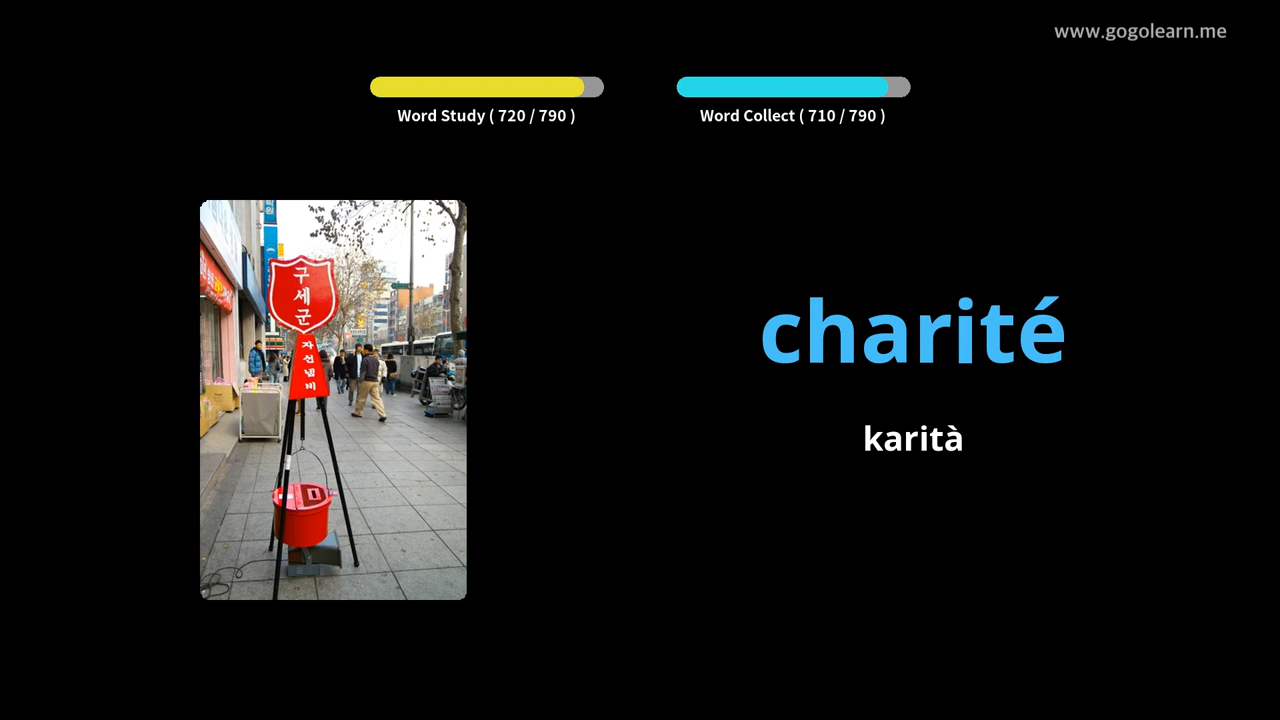 www.gogolearn.me
Word Study ( 720 / 790 )
Word Collect ( 710 / 790 )
구
세
군
자
선
냄
비
charité
karità